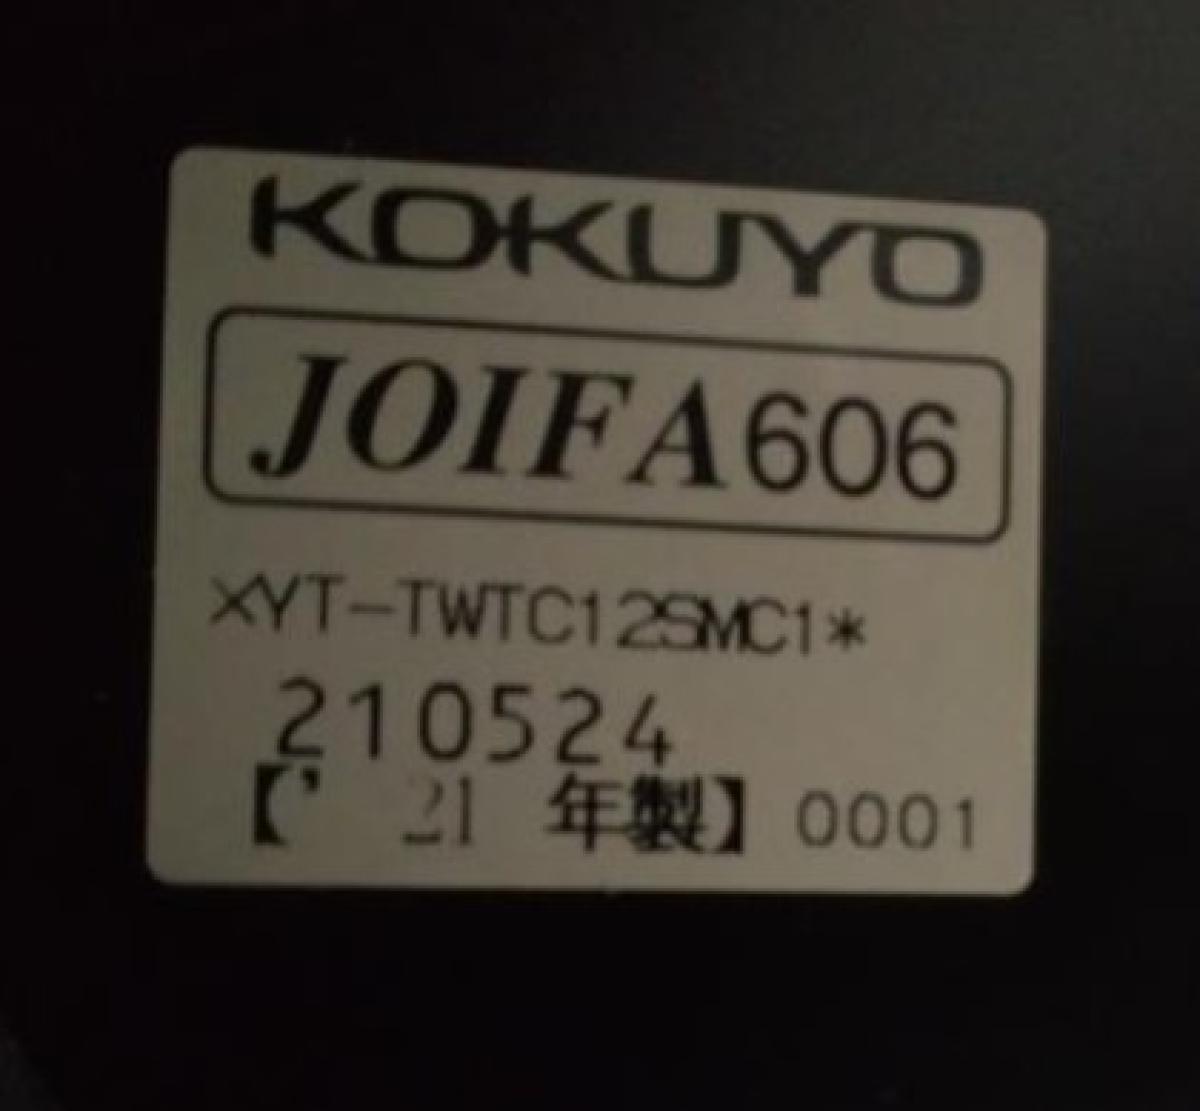 KOKUYO
JOIFA606
XYT-TWTC12SMC1*
210524
【’21 年製】0001